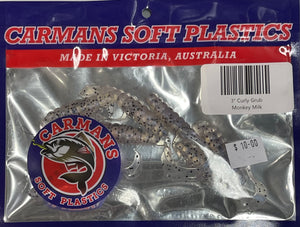 CARMANS SOFT PLASTICS
MADE IN VICTORIA, AUSTRALIA
3" Curly Grub
Monkey Milk
$ 10-00
CARMANS
SOFT PLASTICS